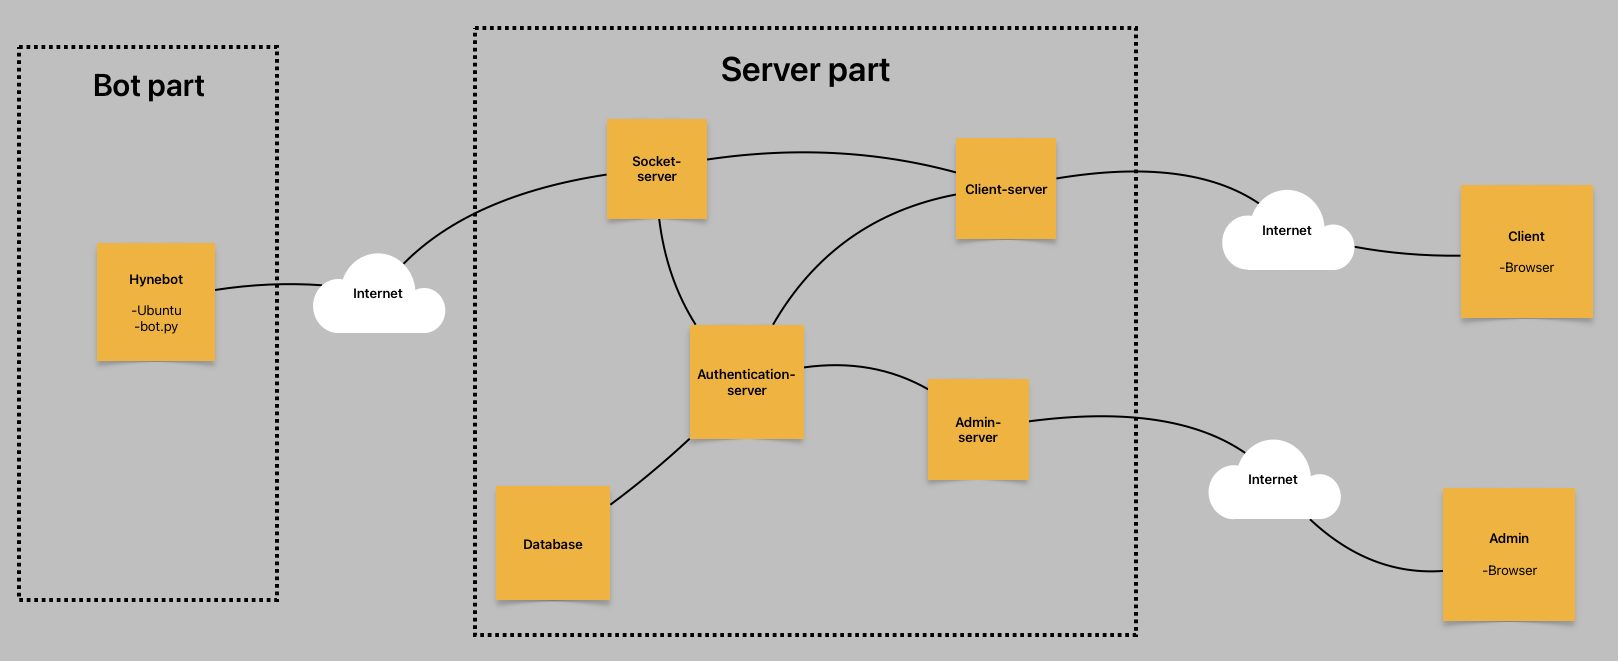 Bot part
Hynebot
-Ubuntu
-bot.py
Internet
Server part
Socket-
server
Client-server
Authentication-
server
Admin-
server
Database
Internet
Client
-Browser
Internet
Admin
-Browser